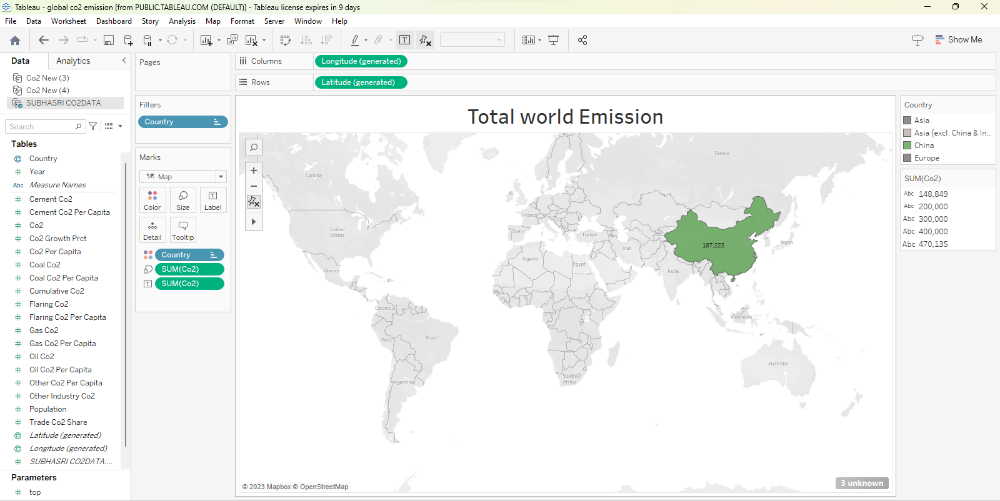 Tableau - global co2 emission [from PUBLIC.TABLEAU.COM (DEFAULT)] - Tableau license expires in 9 days
File Data Worksheet Dashboard Story Analysis Map Format Server Window Help
Show Me
Data Analytics
Co2 New (3)
Co2 New (4)
SUBHASRI CO2DATA
Search
Tables
Country
Year
Abc Measure Names
Cement Co2
Cement Co2 Per Capita
Co2
Co2 Growth Prct
Co2 Per Capita
Coal Co2
Coal Co2 Per Capita
Cumulative Co2
Flaring Co2
Flaring Co2 Per Capita
Gas Co2
Gas Co2 Per Capita
Oil Co2
Oil Co2 Per Capita
Other Co2 Per Capita
Other Industry Co2
Population
Trade Co2 Share
Latitude (generated)
Longitude (generated)
SUBHASRI CO2DATA....
Parameters
top
Pages
Filters
Country
Marks
Map
Color Size Label
Detail Tooltip
Country
SUM(Co2)
SUM(Co2)
Columns Longitude (generated)
Rows Latitude (generated)
Total world Emission
Russia
Canada
France
United
States
Spain
Turkey
Japan
187,223
Iran
Algeria
Egypt
Mexico
India
Colombia
Indonesia
Peru
Brazil
Australia
South
Africa
Argentina
© 2023 Mapbox © OpenStreetMap
3 unknown
Country
Asia
Asia (excl. China & In..
China
Europe
SUM(Co2)
Abc 148,849
Abc 200,000
Abc 300,000
Abc 400,000
Abc 470,135